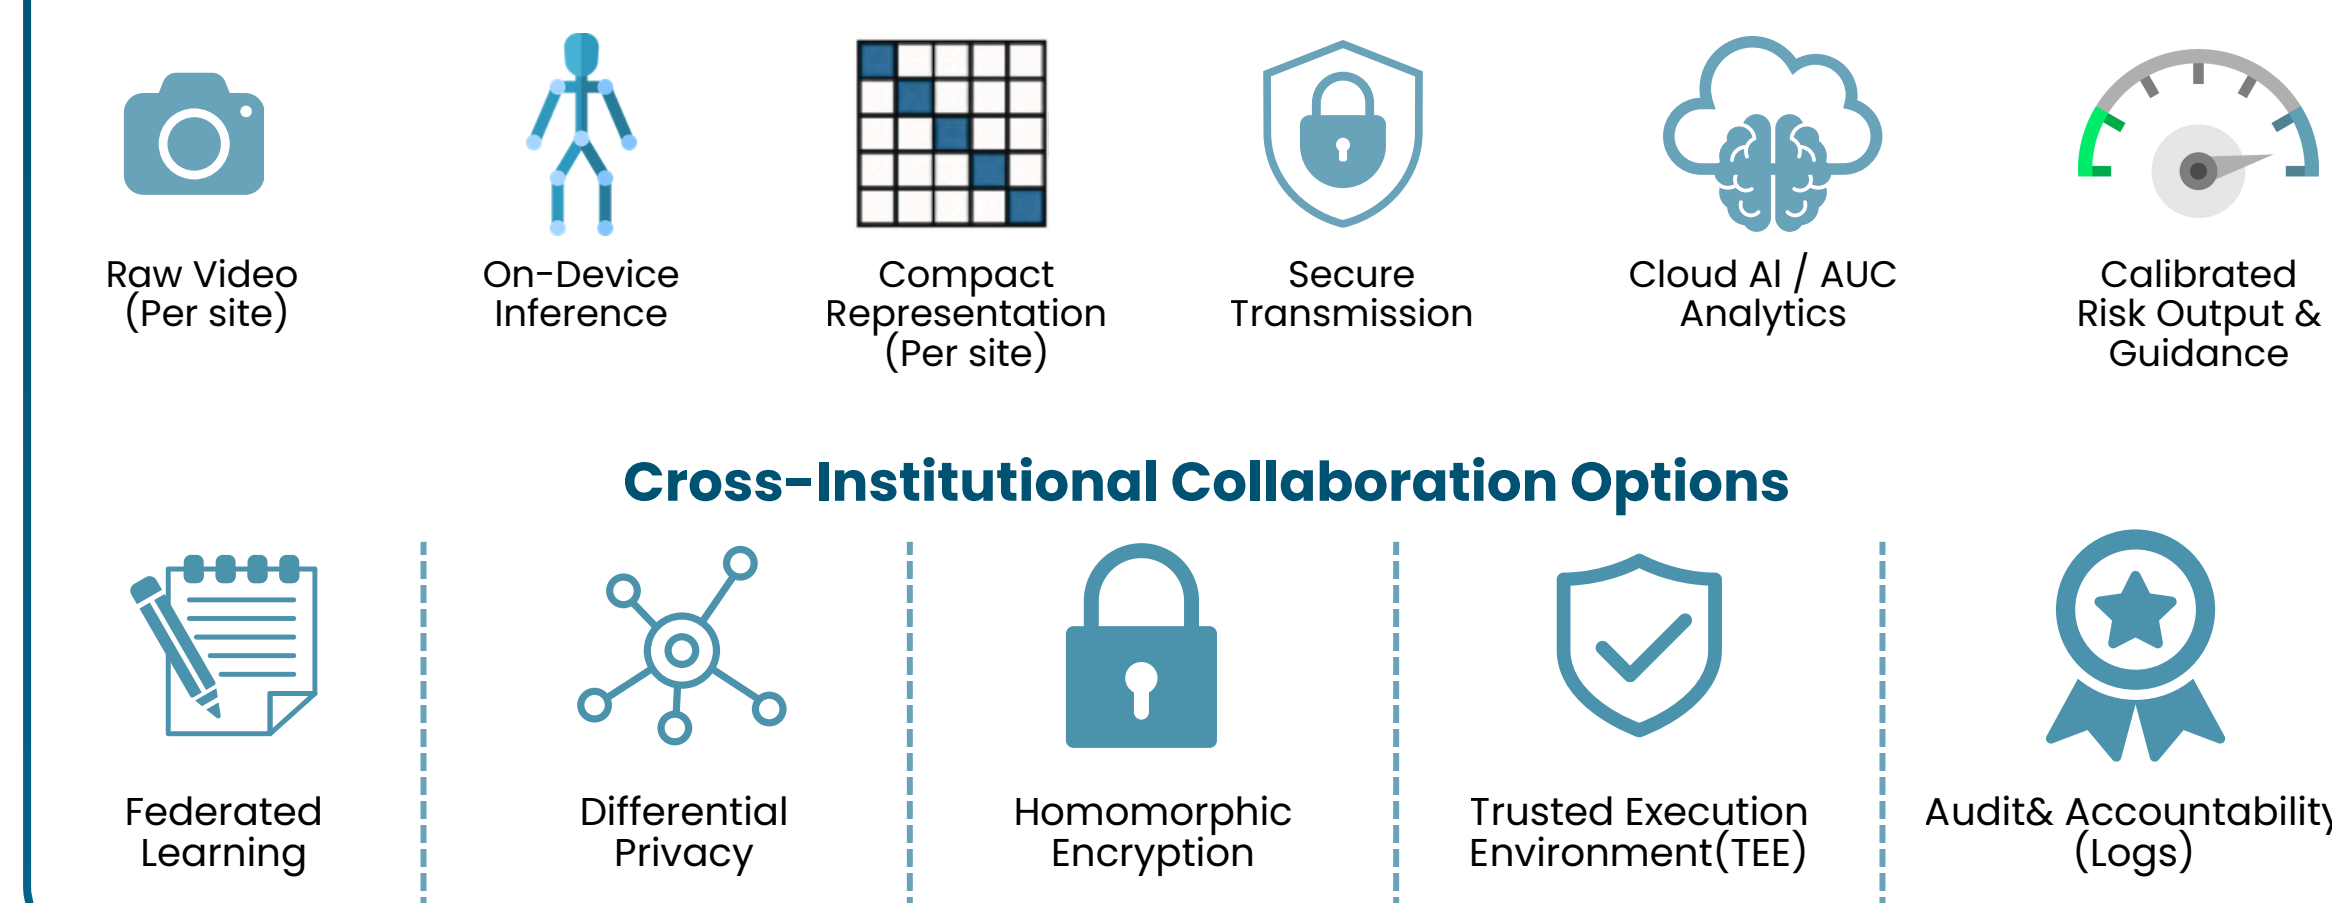 Raw Video
(Per site)
On-Device
Inference
Compact
Representation
(Per site)
Secure
Transmission
Cloud AI / AUC
Analytics
Calibrated
Risk Output &
Guidance
Cross-Institutional Collaboration Options
Federated
Learning
Differential
Privacy
Homomorphic
Encryption
Trusted Execution
Environment(TEE)
Audit& Accountability
(Logs)